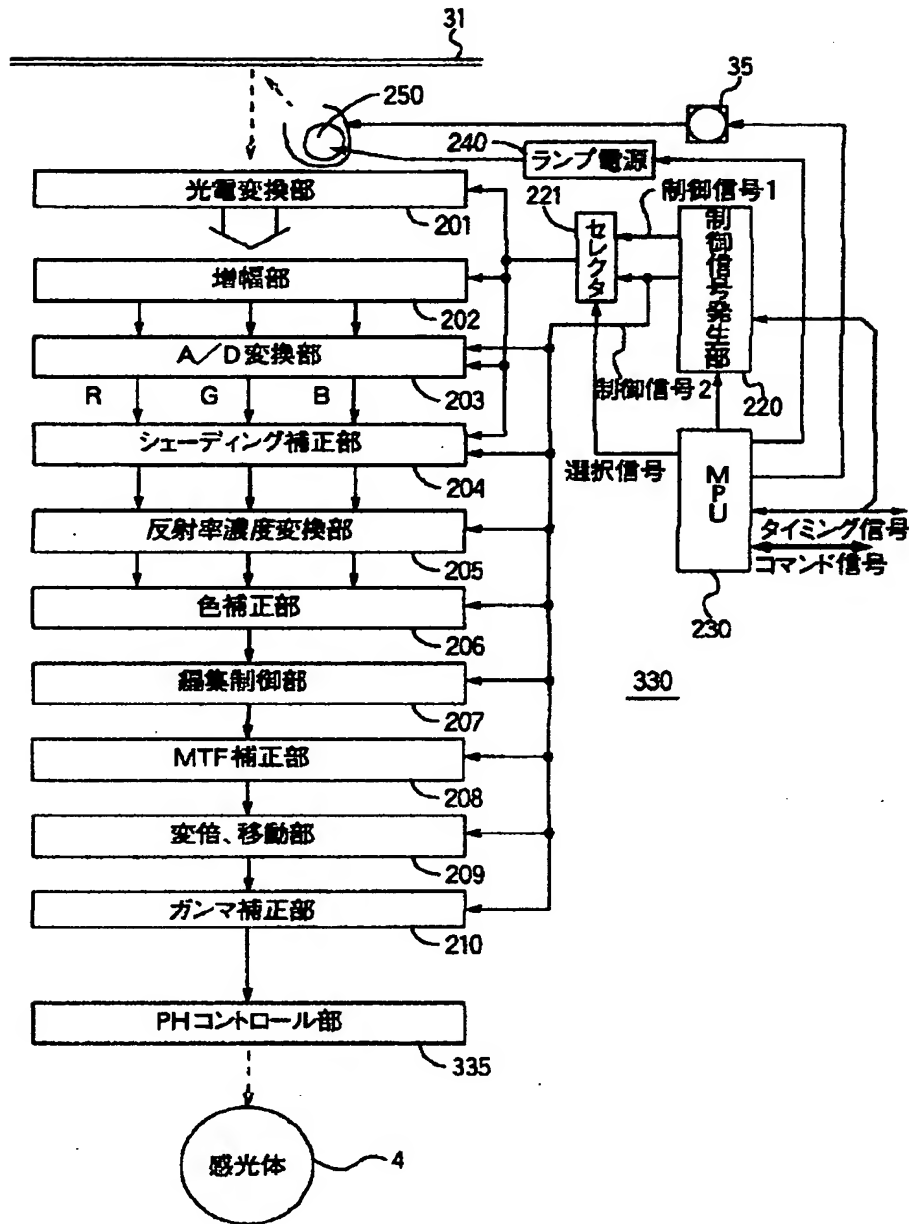 31
35
250
240
ランプ電源
光電変換部
201
221
セレクタ
制御信号1
制御信号発生部
増幅部
202
A/D変換部
203
R G B
制御信号2
220
シェーディング補正部
204
選択信号
MPU
タイミング信号
コマンド信号
230
反射率濃度変換部
205
色補正部
206
330
編集制御部
207
MTF補正部
208
変倍、移動部
209
ガンマ補正部
210
PHコントロール部
335
感光体
4